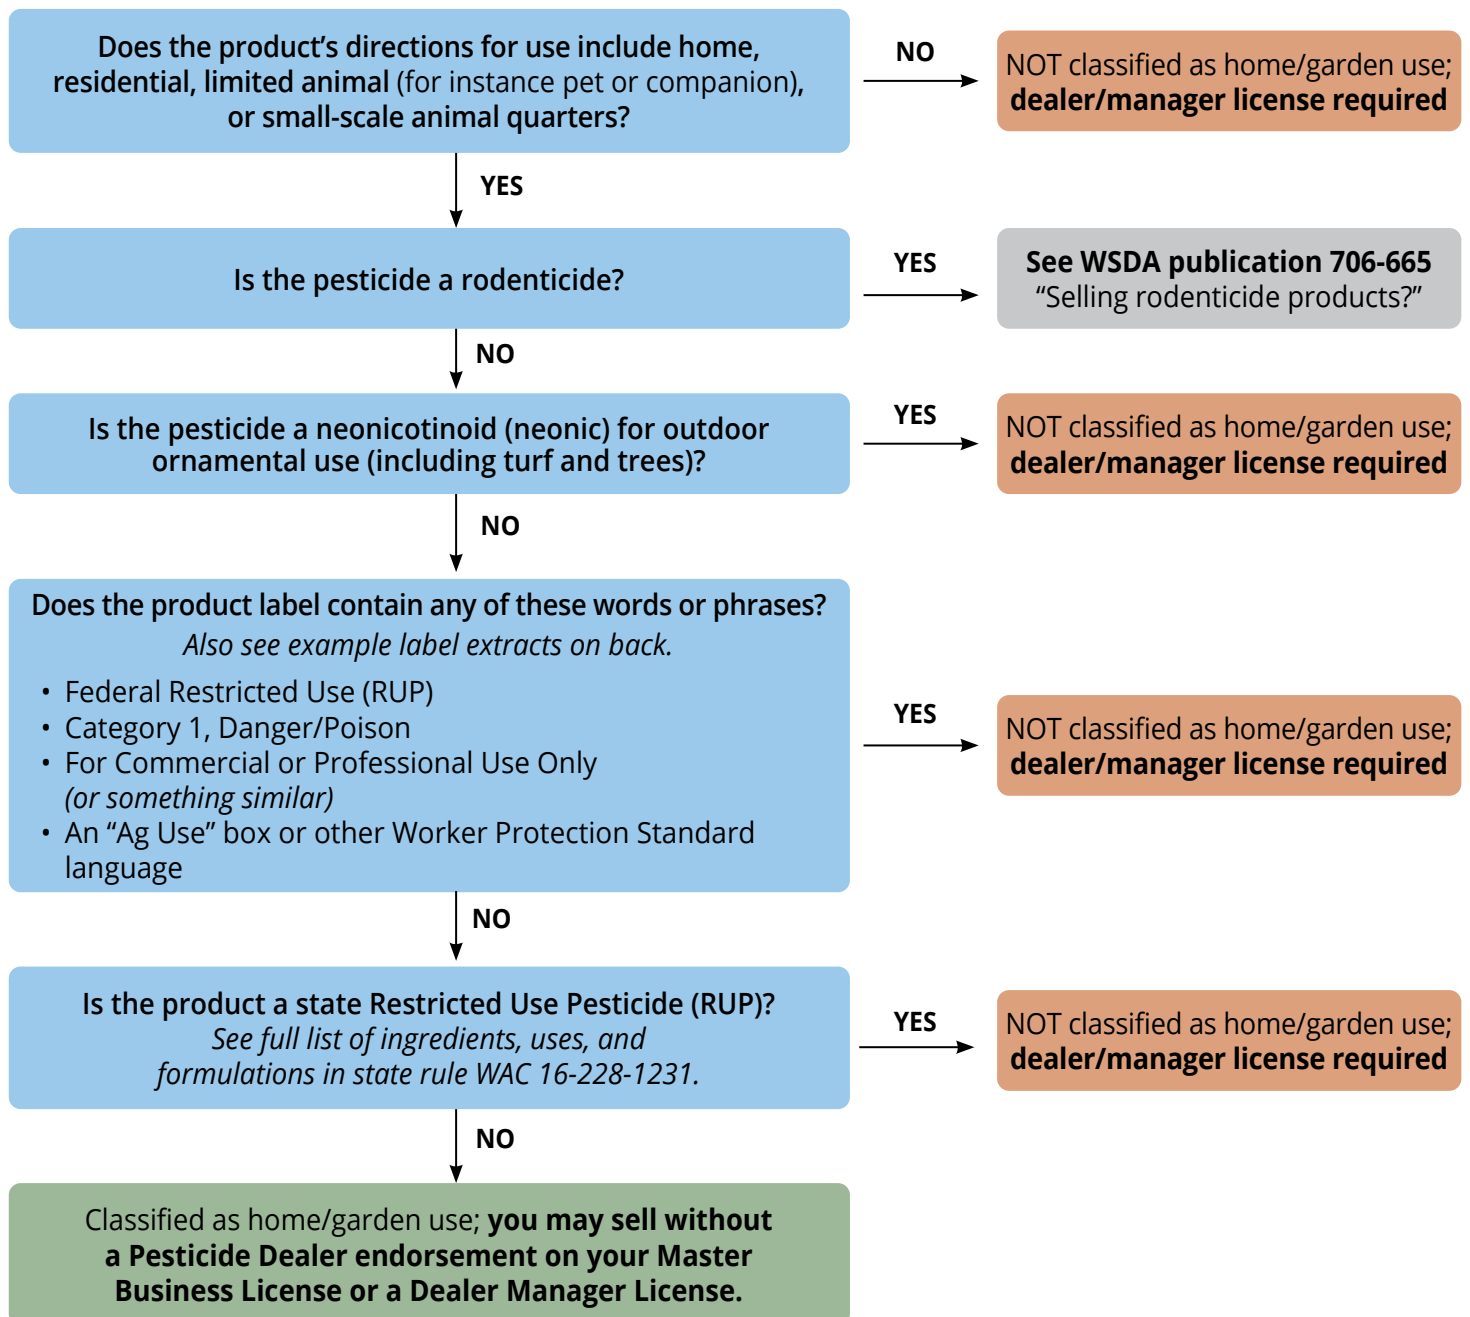 Does the product’s directions for use include home,
residential, limited animal (for instance pet or companion),
or small-scale animal quarters?
NO
NOT classified as home/garden use;
dealer/manager license required
YES
Is the pesticide a rodenticide?
YES
See WSDA publication 706-665
“Selling rodenticide products?”
NO
Is the pesticide a neonicotinoid (neonic) for outdoor
ornamental use (including turf and trees)?
YES
NOT classified as home/garden use;
dealer/manager license required
NO
Does the product label contain any of these words or phrases?
Also see example label extracts on back.
• Federal Restricted Use (RUP)
• Category 1, Danger/Poison
• For Commercial or Professional Use Only
(or something similar)
• An “Ag Use” box or other Worker Protection Standard
language
YES
NOT classified as home/garden use;
dealer/manager license required
NO
Is the product a state Restricted Use Pesticide (RUP)?
See full list of ingredients, uses, and
formulations in state rule WAC 16-228-1231.
YES
NOT classified as home/garden use;
dealer/manager license required
NO
Classified as home/garden use; you may sell without
a Pesticide Dealer endorsement on your Master
Business License or a Dealer Manager License.